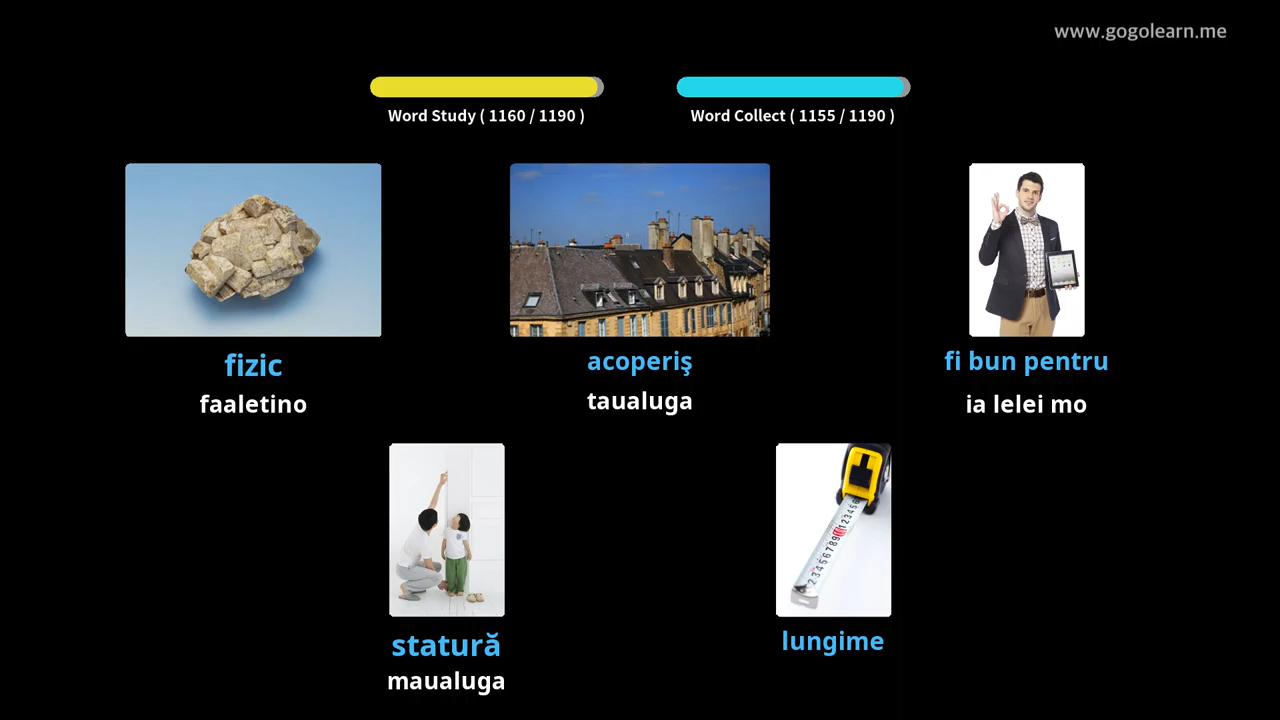 www.gogolearn.me
Word Study ( 1160 / 1190 )
Word Collect ( 1155 / 1190 )
fizic
faaletino
acoperiş
taualuga
fi bun pentru
ia lelei mo
statură
maualuga
lungime